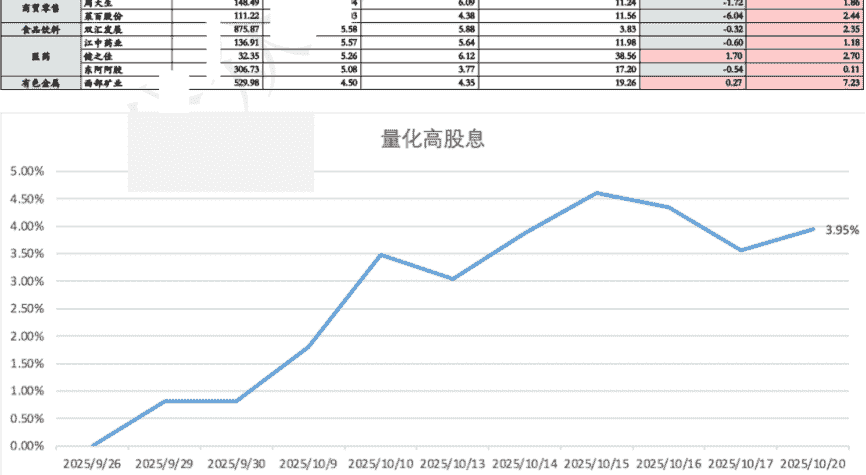 商贸零售 周大生 148.49 11.24 -1.72 1.86
菜百股份 111.22 4.38 11.56 -6.04 2.44
食品饮料 双汇发展 875.87 5.58 5.88 3.83 -0.32 2.35
江中药业 136.91 5.57 5.64 11.98 -0.60 1.18
医药 健之佳 32.35 5.26 6.12 38.56 1.70 2.70
东阿阿胶 306.73 5.08 3.77 17.20 -0.54 0.11
有色金属 西部矿业 529.98 4.50 4.35 19.26 0.27 7.23
量化高股息
5.00%
4.50%
4.00%
3.95%
3.50%
3.00%
2.50%
2.00%
1.50%
1.00%
0.50%
0.00%
2025/9/26 2025/9/29 2025/9/30 2025/10/9 2025/10/10 2025/10/13 2025/10/14 2025/10/15 2025/10/16 2025/10/17 2025/10/20